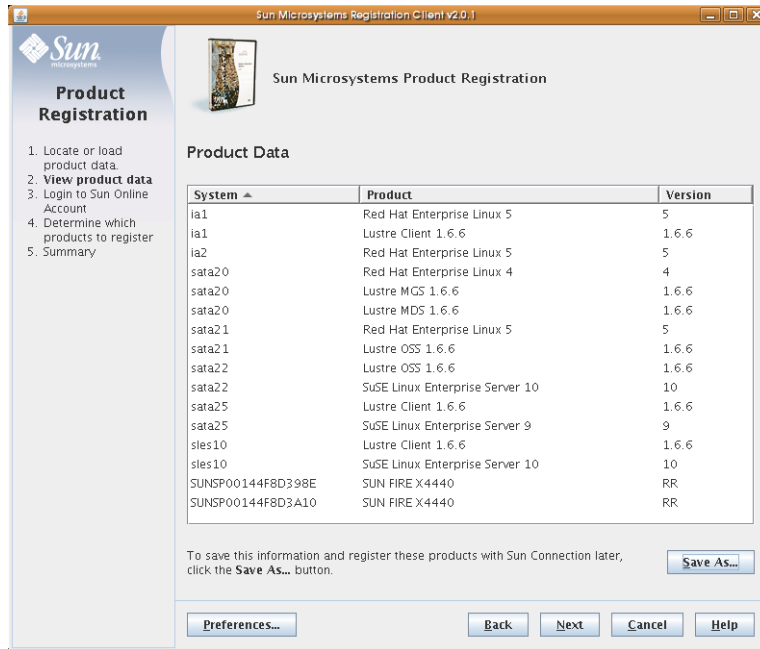 Sun Microsystems Registration Client v2.0.1
Sun
microsystems
Product
Registration
1. Locate or load
product data.
2. View product data
3. Login to Sun Online
Account
4. Determine which
products to register
5. Summary
Sun Microsystems Product Registration
Product Data
System Product Version
ia1 Red Hat Enterprise Linux 5 5
ia1 Lustre Client 1.6.6 1.6.6
ia2 Red Hat Enterprise Linux 5 5
sata20 Red Hat Enterprise Linux 4 4
sata20 Lustre MGS 1.6.6 1.6.6
sata20 Lustre MDS 1.6.6 1.6.6
sata21 Red Hat Enterprise Linux 5 5
sata21 Lustre OSS 1.6.6 1.6.6
sata22 Lustre OSS 1.6.6 1.6.6
sata22 SuSE Linux Enterprise Server 10 10
sata25 Lustre Client 1.6.6 1.6.6
sata25 SuSE Linux Enterprise Server 9 9
sles10 Lustre Client 1.6.6 1.6.6
sles10 SuSE Linux Enterprise Server 10 10
SUNSP00144F8D398E SUN FIRE X4440 RR
SUNSP00144F8D3A10 SUN FIRE X4440 RR
To save this information and register these products with Sun Connection later,
click the Save As... button.
Save As...
Preferences... Back Next Cancel Help